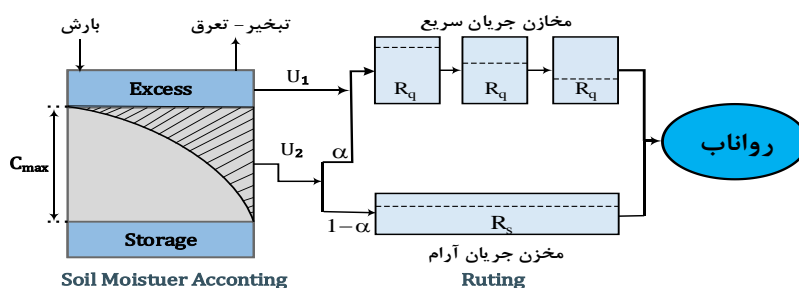 بارش
تبخیر - تعرق
مخازن جریان سریع
Excess
U1
Rq
Rq
Rq
Cmax
U2
α
رواناب
1-α
Rs
Storage
مخزن جریان آرام
Soil Moistuer Acconting
Ruting